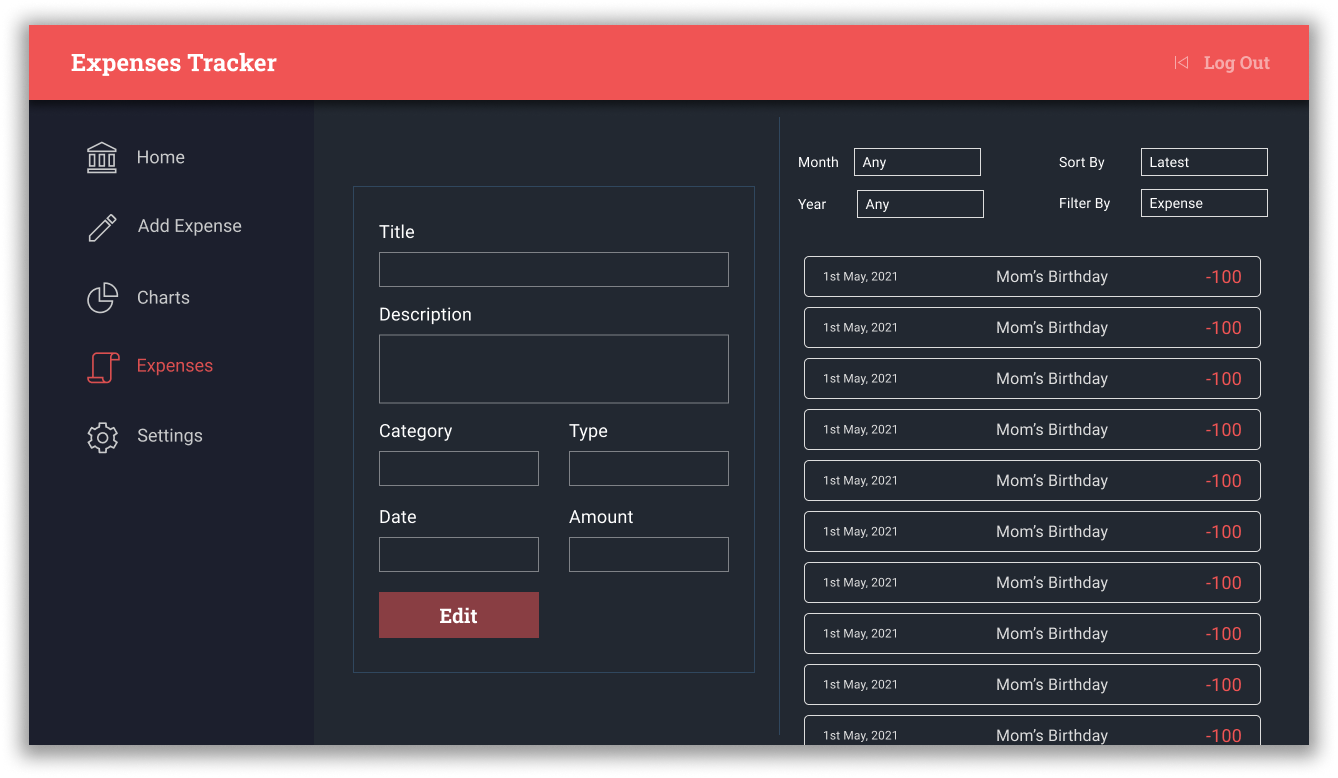 Expenses Tracker
Log Out
Home
Add Expense
Charts
Expenses
Settings
Title
Description
Category Type
Date Amount
Edit
Month Any Sort By Latest
Year Any Filter By Expense
1st May, 2021 Mom’s Birthday -100
1st May, 2021 Mom’s Birthday -100
1st May, 2021 Mom’s Birthday -100
1st May, 2021 Mom’s Birthday -100
1st May, 2021 Mom’s Birthday -100
1st May, 2021 Mom’s Birthday -100
1st May, 2021 Mom’s Birthday -100
1st May, 2021 Mom’s Birthday -100
1st May, 2021 Mom’s Birthday -100
1st May, 2021 Mom’s Birthday -100